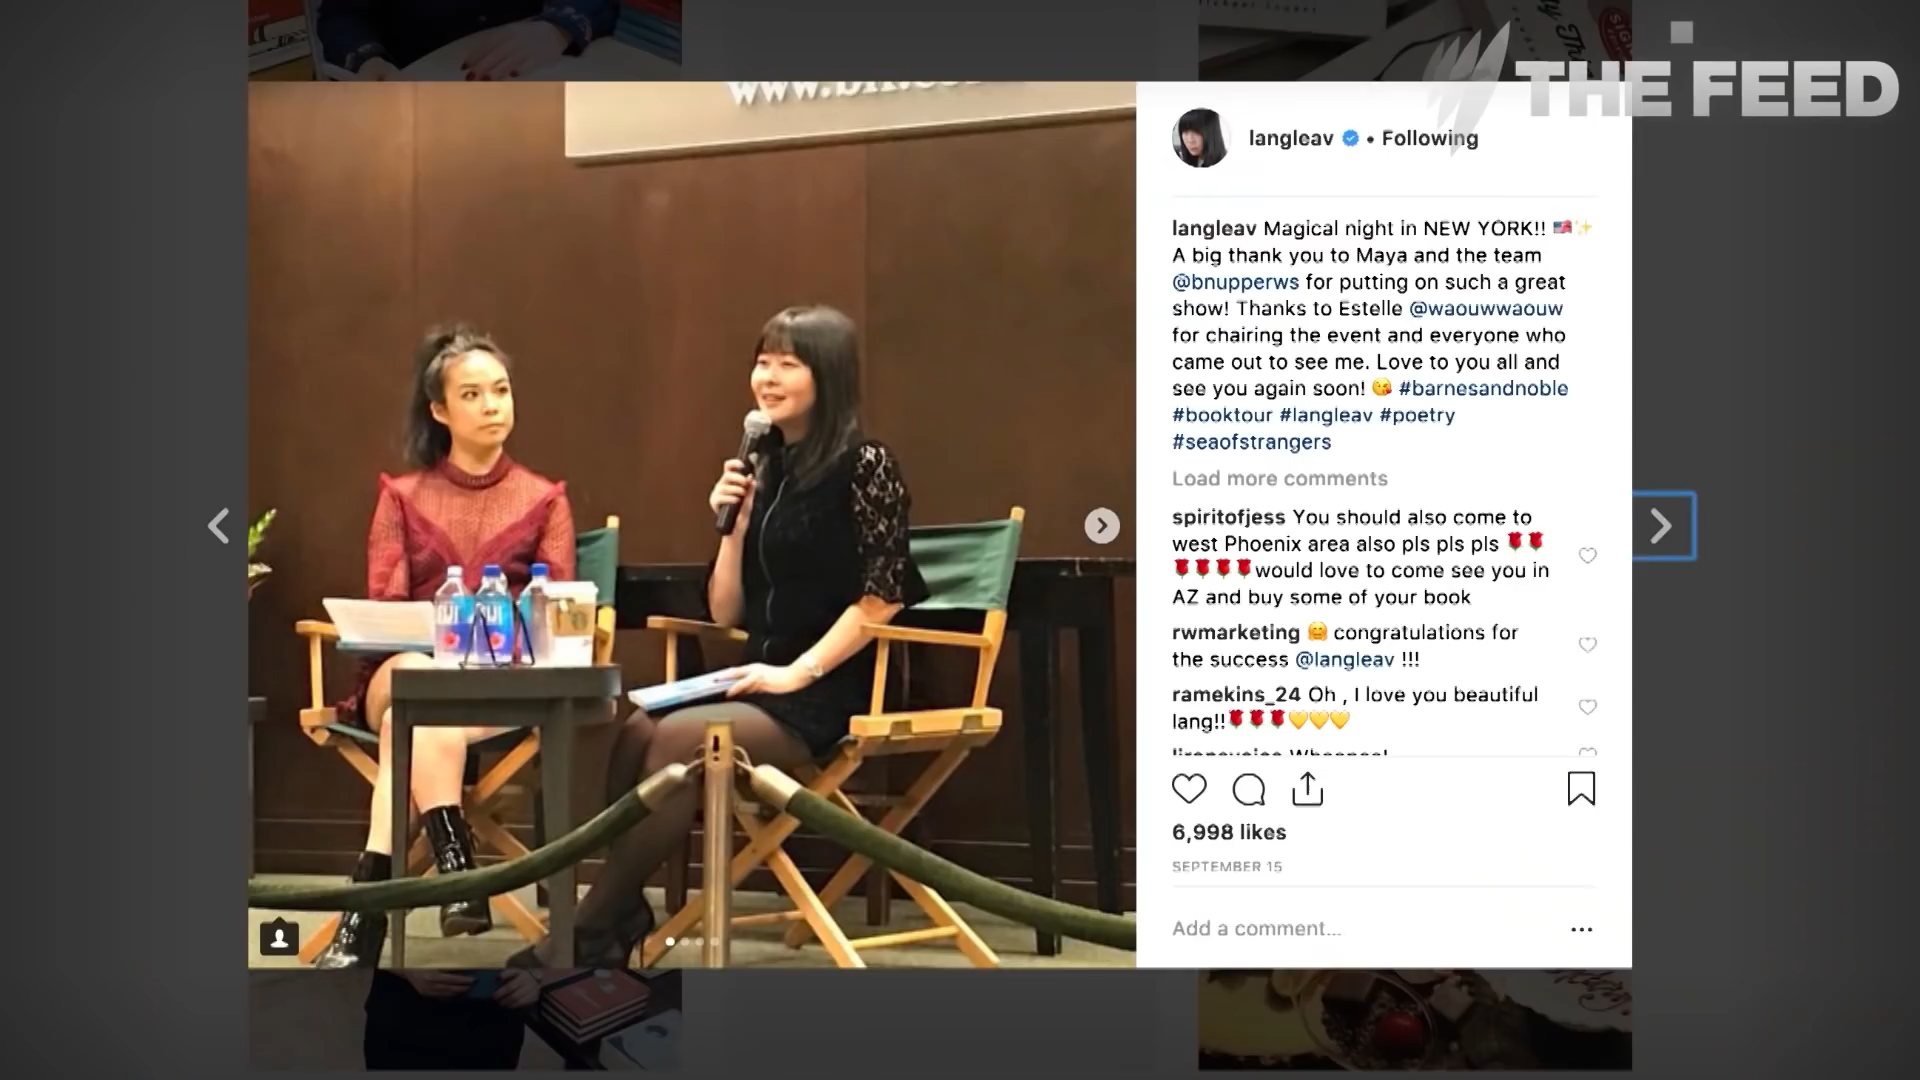 THE FEED
www.bn.co
langleav • Following
langleav Magical night in NEW YORK!! 🇺🇸✨
A big thank you to Maya and the team
@bnupperws for putting on such a great
show! Thanks to Estelle @waouwwaouw
for chairing the event and everyone who
came out to see me. Love to you all and
see you again soon! 😘 #barnesandnoble
#booktour #langleav #poetry
#seaofstrangers
Load more comments
spiritofjess You should also come to
west Phoenix area also pls pls pls 🌹🌹
🌹🌹🌹🌹would love to come see you in
AZ and buy some of your book
rwmarketing 🤗 congratulations for
the success @langleav !!!
ramekins_24 Oh , I love you beautiful
lang!!🌹🌹🌹💛💛💛
6,998 likes
SEPTEMBER 15
Add a comment...
FIJI
FIJI